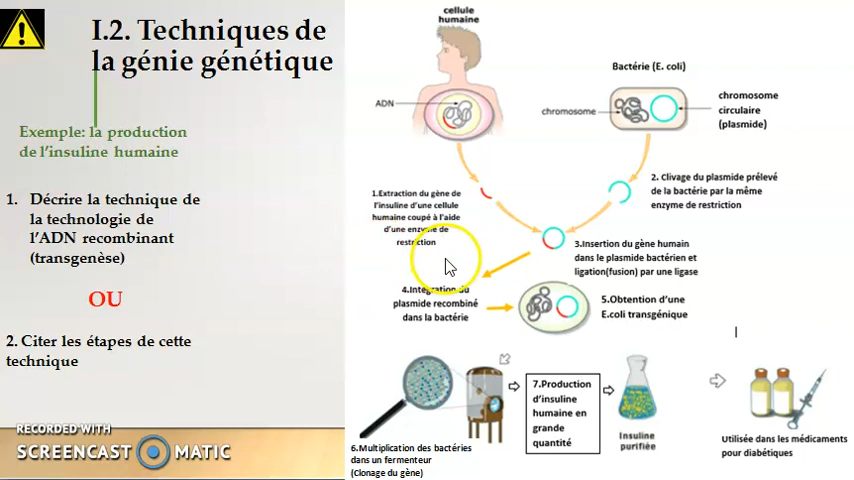 I.2. Techniques de
la génie génétique
Exemple: la production
de l'insuline humaine
1. Décrire la technique de
la technologie de
l'ADN recombinant
(transgenèse)
OU
2. Citer les étapes de cette
technique
RECORDED WITH
SCREENCAST MATIC
cellule
humaine
ADN
Bactérie (E. coli)
chromosome
chromosome
circulaire
(plasmide)
1.Extraction du gène de
l'insuline d'une cellule
humaine coupé à l'aide
d'une enzyme de
restriction
2. Clivage du plasmide prélevé
de la bactérie par la même
enzyme de restriction
3.Insertion du gène humain
dans le plasmide bactérien et
ligation(fusion) par une ligase
4.Intégration du
plasmide recombiné
dans la bactérie
5.Obtention d'une
E.coli transgénique
6.Multiplication des bactéries
dans un fermenteur
(Clonage du gène)
7.Production
d'insuline
humaine en
grande
quantité
Insuline
purifiée
Utilisée dans les médicaments
pour diabétiques